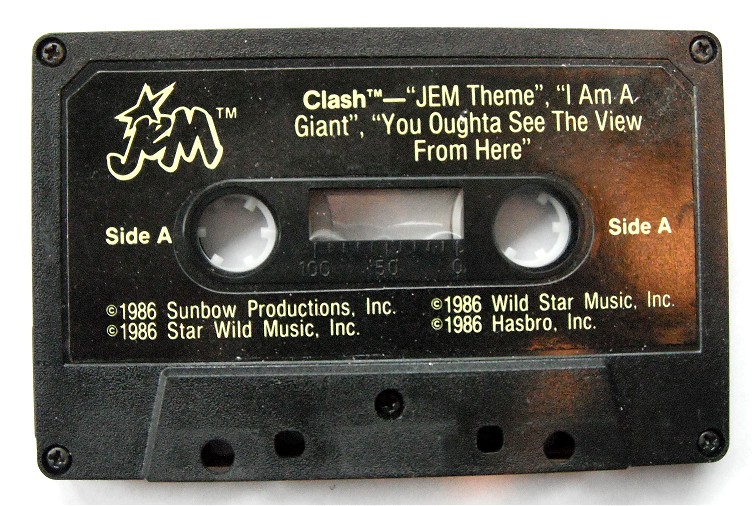 JEM™
Clash™—"JEM Theme", "I Am A
Giant", "You Oughta See The View
From Here"
Side A
Side A
100 50 0
©1986 Sunbow Productions, Inc.
©1986 Star Wild Music, Inc.
©1986 Wild Star Music, Inc.
©1986 Hasbro, Inc.